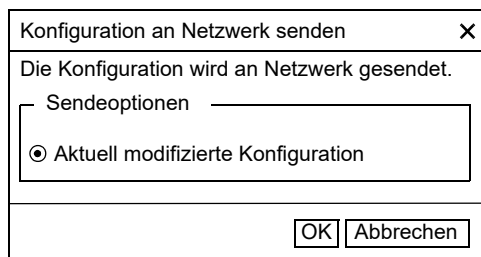 Konfiguration an Netzwerk senden
Die Konfiguration wird an Netzwerk gesendet.
Sendeoptionen
Aktuell modifizierte Konfiguration
OK Abbrechen